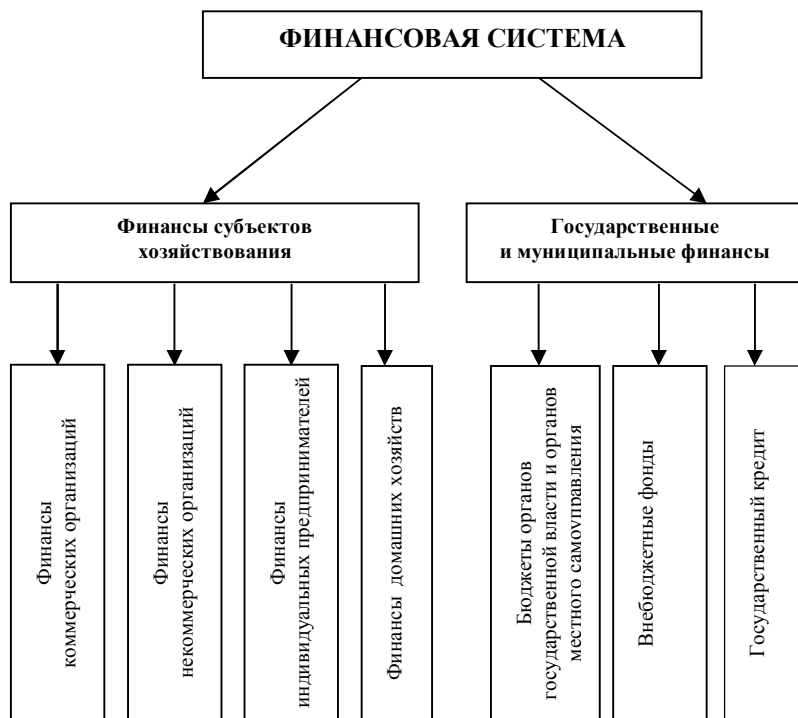 ФИНАНСОВАЯ СИСТЕМА
Финансы субъектов
хозяйствования
Государственные
и муниципальные финансы
Финансы
коммерческих организаций
Финансы
некоммерческих организаций
Финансы
индивидуальных предпринимателей
Финансы домашних хозяйств
Бюджеты органов
государственной власти и органов
местного самоуправления
Внебюджетные фонды
Государственный кредит